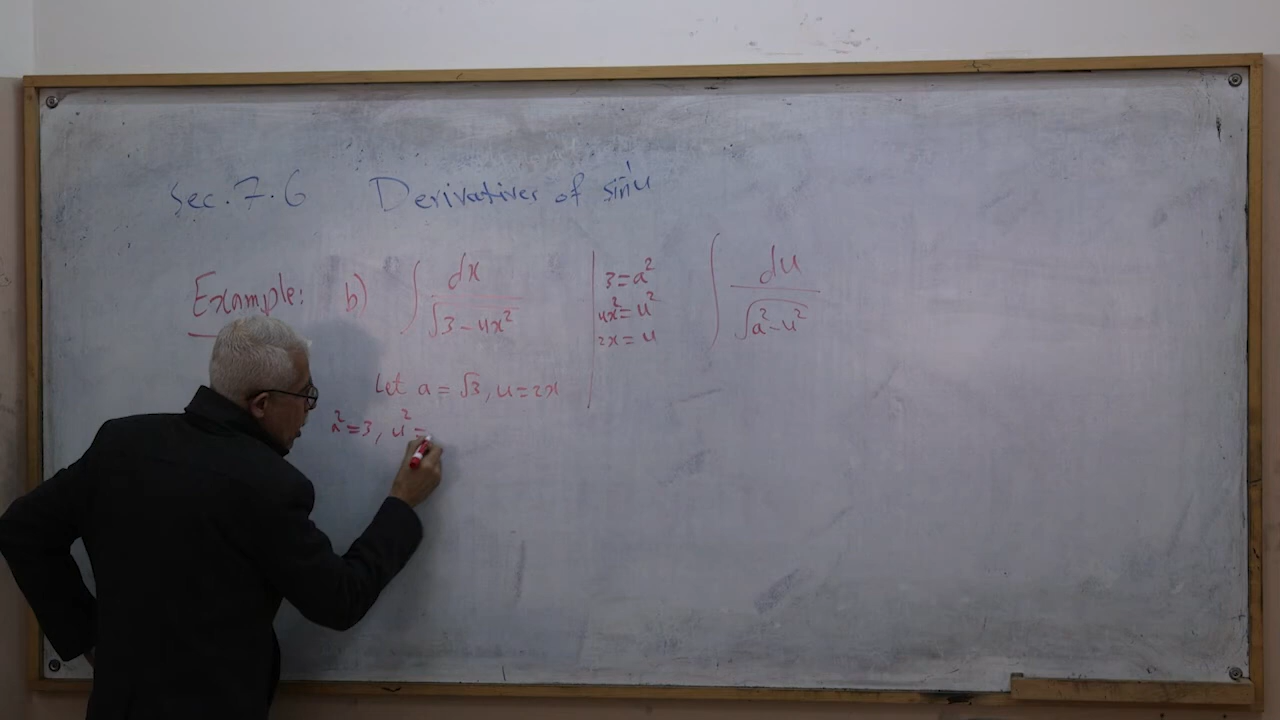 Sec. 7.6 Derivatives of sin⁻¹u
Example: b) ∫ dx / √(3 - 4x²)
3 = a²
4x² = u²
2x = u
∫ du / √(a² - u²)
Let a = √3, u = 2x
a² = 3, u² =